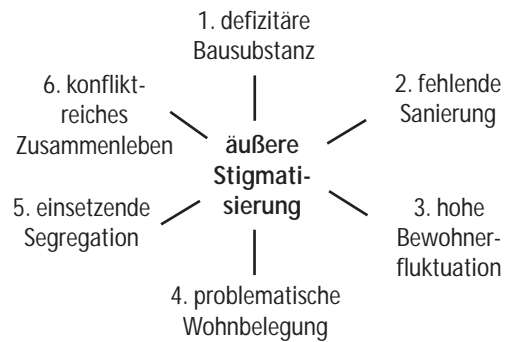 1. defizitäre
Bausubstanz
2. fehlende
Sanierung
3. hohe
Bewohner-
fluktuation
4. problematische
Wohnbelegung
5. einsetzende
Segregation
6. konflikt-
reiches
Zusammenleben
äußere
Stigmati-
sierung